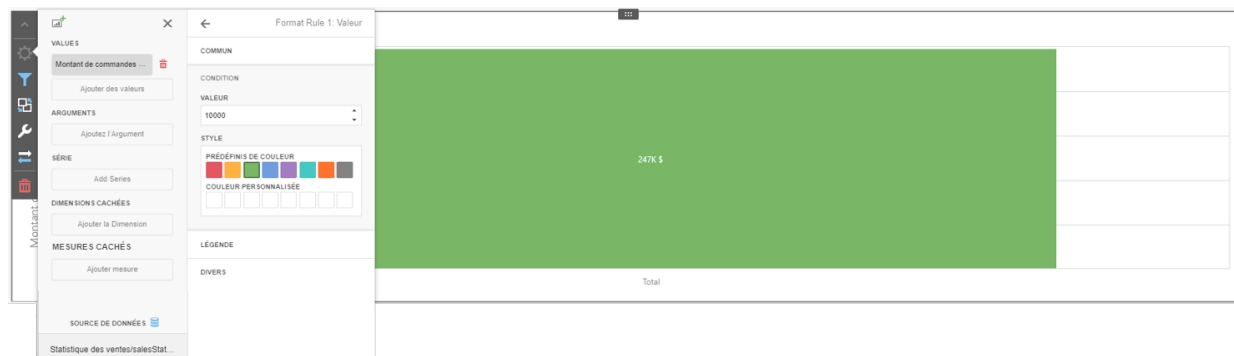 VALUES
Montant de commandes ...
Ajouter des valeurs
ARGUMENTS
Ajoutez l'Argument
SÉRIE
Add Series
DIMENSIONS CACHÉES
Ajouter la Dimension
MESURES CACHÉS
Ajouter mesure
SOURCE DE DONNÉES
Statistique des ventes/salesStat...
Format Rule 1: Valeur
COMMUN
CONDITION
VALEUR
10000
STYLE
PRÉDÉFINIS DE COULEUR
COULEUR PERSONNALISÉE
LÉGENDE
DIVERS
Montant
247K $
Total